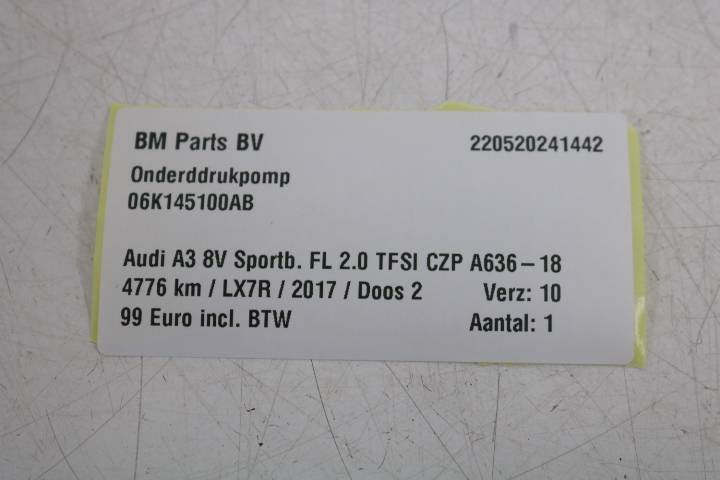 BM Parts BV 220520241442
Onderddrukpomp
06K145100AB
Audi A3 8V Sportb. FL 2.0 TFSI CZP A636-18
4776 km / LX7R / 2017 / Doos 2 Verz: 10
99 Euro incl. BTW Aantal: 1